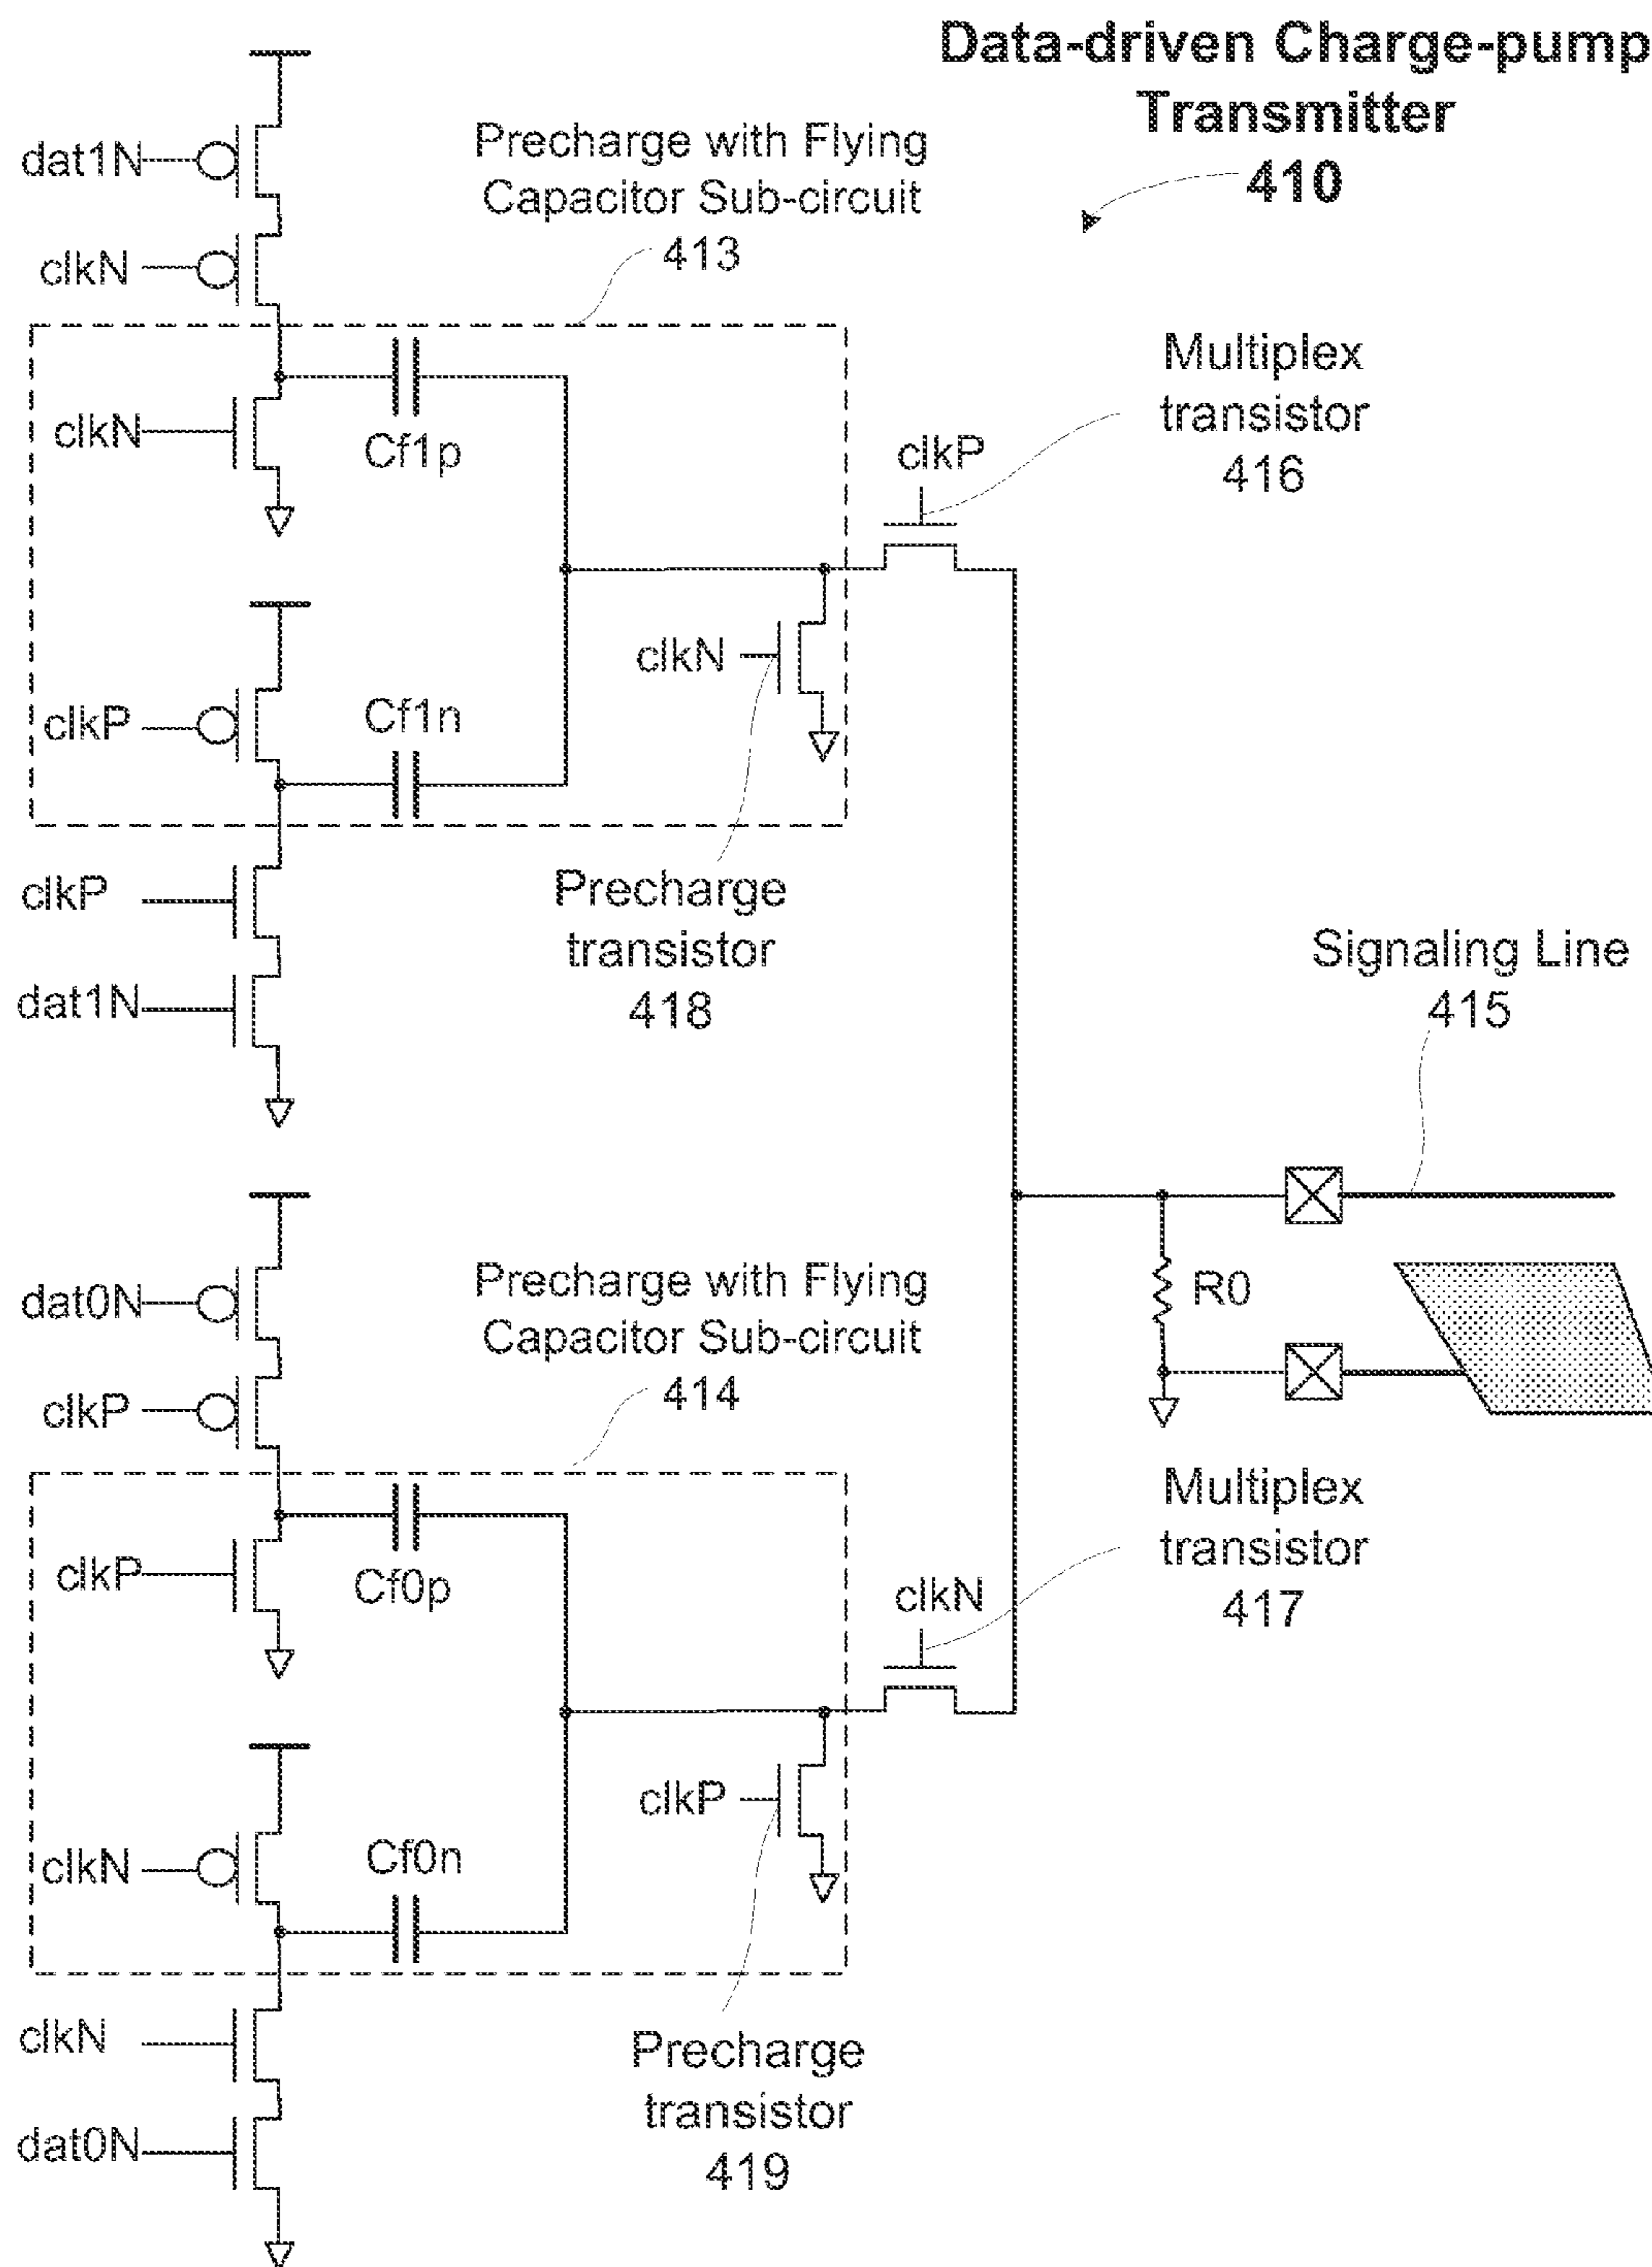 Data-driven Charge-pump
Transmitter
410
dat1N
Precharge with Flying
Capacitor Sub-circuit
413
clkN
clkN
Cf1p
Multiplex
transistor
416
clkP
clkN
clkP
Cf1n
clkP
Precharge
transistor
418
dat1N
Signaling Line
415
dat0N
Precharge with Flying
Capacitor Sub-circuit
414
R0
clkP
clkP
Cf0p
Multiplex
transistor
417
clkN
clkP
clkN
Cf0n
clkN
Precharge
transistor
419
dat0N